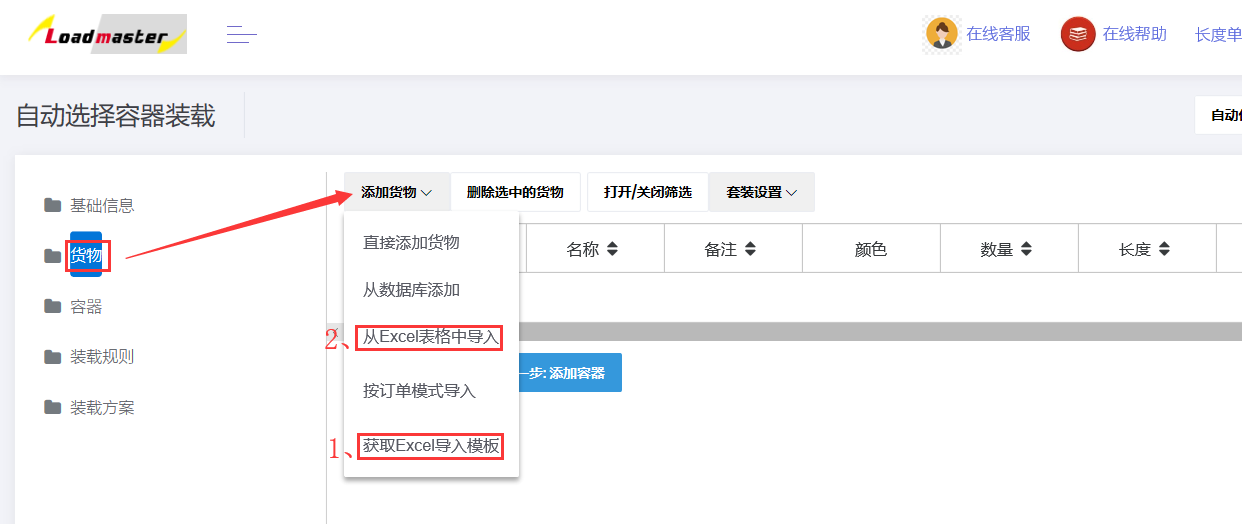 Loadmaster
在线客服
在线帮助
长度单
自动选择容器装载
基础信息
货物
容器
装载规则
装载方案
添加货物
删除选中的货物
打开/关闭筛选
套装设置
直接添加货物
从数据库添加
2、从Excel表格中导入
按订单模式导入
1、获取Excel导入模板
名称
备注
颜色
数量
长度
一步: 添加容器